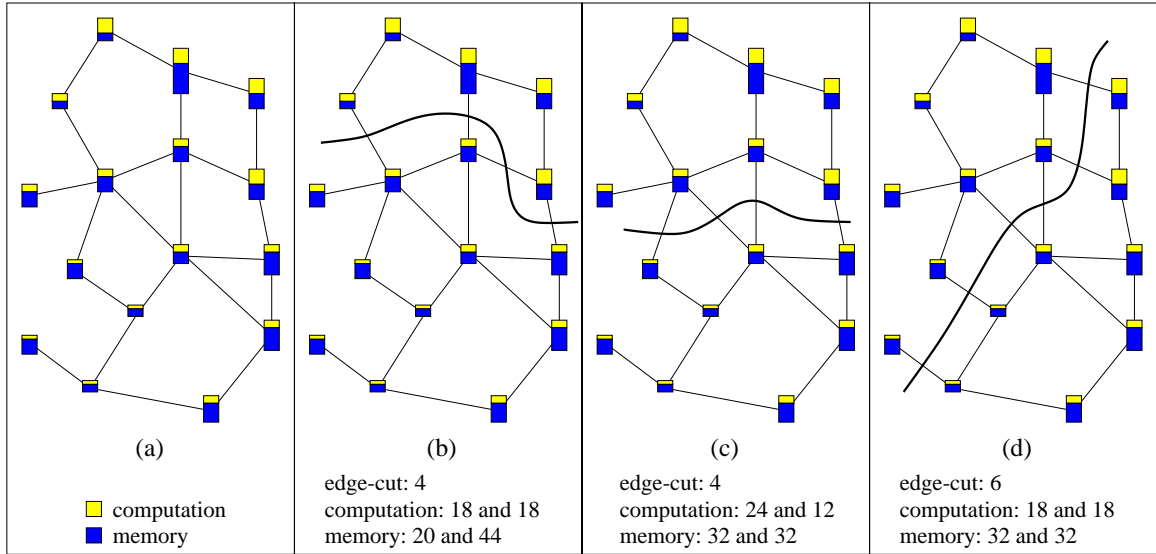 (a)
computation
memory
(b)
edge-cut: 4
computation: 18 and 18
memory: 20 and 44
(c)
edge-cut: 4
computation: 24 and 12
memory: 32 and 32
(d)
edge-cut: 6
computation: 18 and 18
memory: 32 and 32